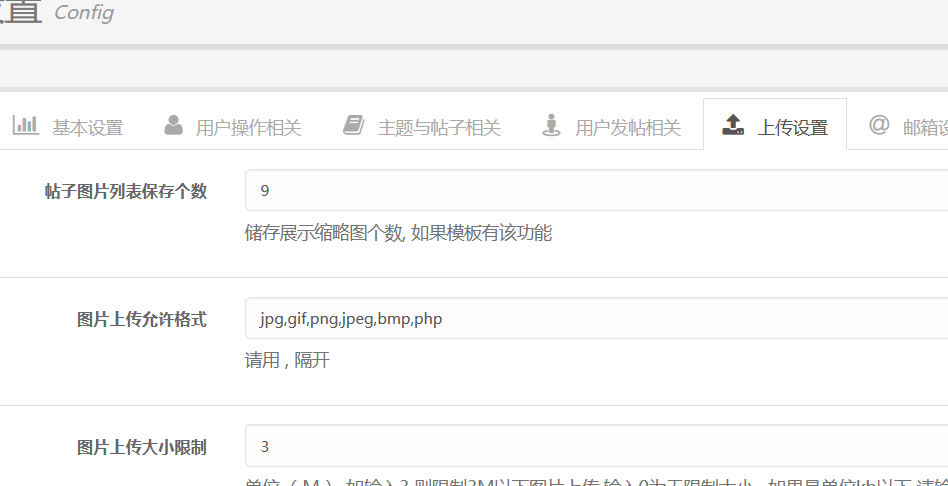 置 Config
基本设置 用户操作相关 主题与帖子相关 用户发帖相关 上传设置 @ 邮箱
帖子图片列表保存个数 9
储存展示缩略图个数, 如果模板有该功能
图片上传允许格式 jpg,gif,png,jpeg,bmp,php
请用 , 隔开
图片上传大小限制 3